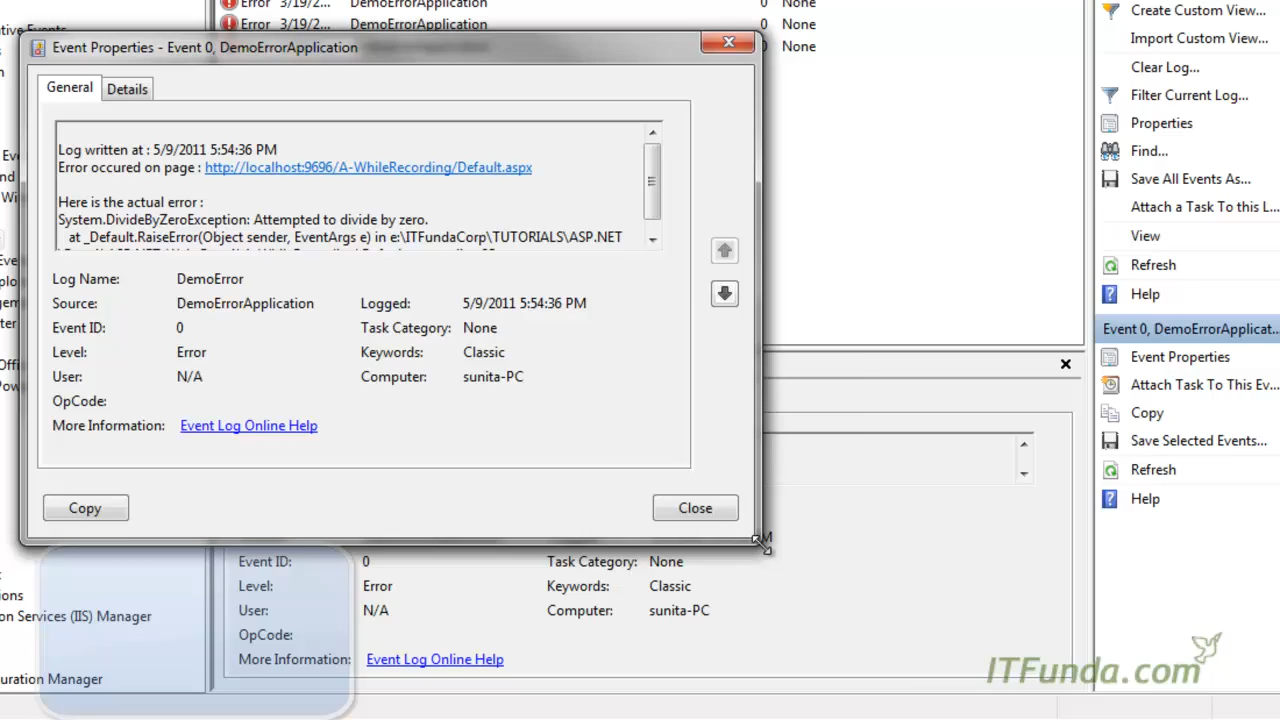 Error 3/19/2... DemoErrorApplication 0 None
Error 3/19/2... DemoErrorApplication 0 None
None
Event Properties - Event 0, DemoErrorApplication
General
Details
Log written at : 5/9/2011 5:54:36 PM
Error occured on page : http://localhost:9696/A-WhileRecording/Default.aspx
Here is the actual error :
System.DivideByZeroException: Attempted to divide by zero.
at _Default.RaiseError(Object sender, EventArgs e) in e:\ITFundaCorp\TUTORIALS\ASP.NET
Log Name: DemoError
Source: DemoErrorApplication Logged: 5/9/2011 5:54:36 PM
Event ID: 0 Task Category: None
Level: Error Keywords: Classic
User: N/A Computer: sunita-PC
OpCode:
More Information: Event Log Online Help
Copy
Close
Event ID: 0 Task Category: None
Level: Error Keywords: Classic
User: N/A Computer: sunita-PC
OpCode:
More Information: Event Log Online Help
on Services (IIS) Manager
uration Manager
Create Custom View...
Import Custom View...
Clear Log...
Filter Current Log...
Properties
Find...
Save All Events As...
Attach a Task To this L...
View
Refresh
Help
Event 0, DemoErrorApplicat...
Event Properties
Attach Task To This Ev...
Copy
Save Selected Events...
Refresh
Help
ITFunda.com